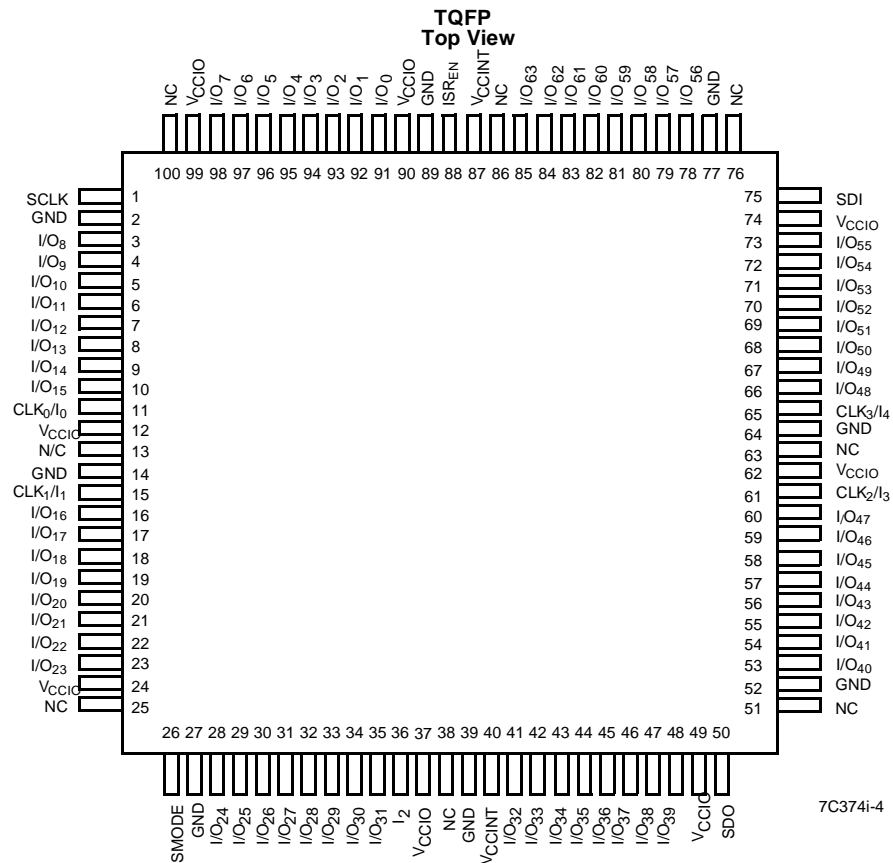 TQFP
Top View
NC VCCIO I/O7 I/O6 I/O5 I/O4 I/O3 I/O2 I/O1 I/O0 VCCIO GND ISREN VCCINT NC I/O63 I/O62 I/O61 I/O60 I/O59 I/O58 I/O57 I/O56 GND NC
100 99 98 97 96 95 94 93 92 91 90 89 88 87 86 85 84 83 82 81 80 79 78 77 76
SCLK 1 75 SDI
GND 2 74 VCCIO
I/O8 3 73 I/O55
I/O9 4 72 I/O54
I/O10 5 71 I/O53
I/O11 6 70 I/O52
I/O12 7 69 I/O51
I/O13 8 68 I/O50
I/O14 9 67 I/O49
I/O15 10 66 I/O48
CLK0/I0 11 65 CLK3/I4
VCCIO 12 64 GND
N/C 13 63 NC
GND 14 62 VCCIO
CLK1/I1 15 61 CLK2/I3
I/O16 16 60 I/O47
I/O17 17 59 I/O46
I/O18 18 58 I/O45
I/O19 19 57 I/O44
I/O20 20 56 I/O43
I/O21 21 55 I/O42
I/O22 22 54 I/O41
I/O23 23 53 I/O40
VCCIO 24 52 GND
NC 25 51 NC
26 27 28 29 30 31 32 33 34 35 36 37 38 39 40 41 42 43 44 45 46 47 48 49 50
SMODE GND I/O24 I/O25 I/O26 I/O27 I/O28 I/O29 I/O30 I/O31 I2 VCCIO NC GND VCCINT I/O32 I/O33 I/O34 I/O35 I/O36 I/O37 I/O38 I/O39 VCCIO SDO
7C374i-4